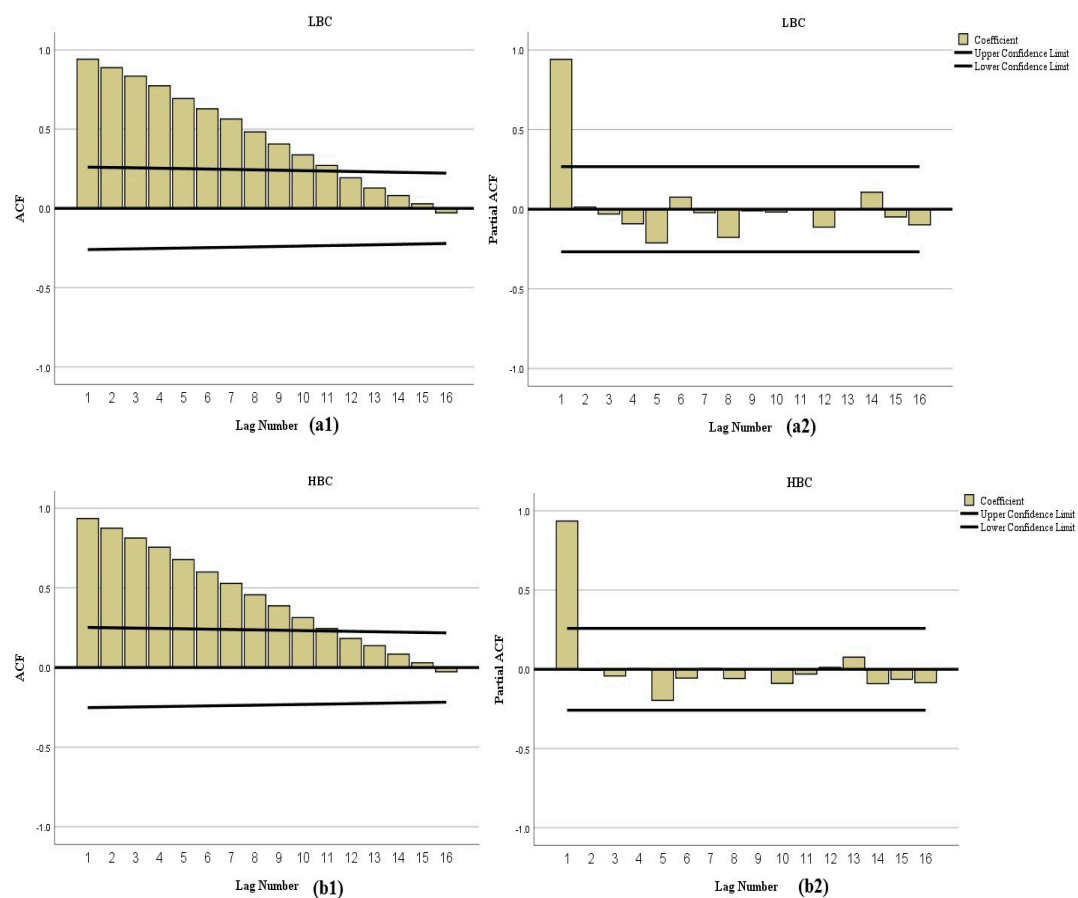 LBC
1.0
0.5
0.0
-0.5
-1.0
ACF
1 2 3 4 5 6 7 8 9 10 11 12 13 14 15 16
Lag Number (a1)
LBC
1.0
0.5
0.0
-0.5
-1.0
Partial ACF
1 2 3 4 5 6 7 8 9 10 11 12 13 14 15 16
Lag Number (a2)
Coefficient
Upper Confidence Limit
Lower Confidence Limit
HBC
1.0
0.5
0.0
-0.5
-1.0
ACF
1 2 3 4 5 6 7 8 9 10 11 12 13 14 15 16
Lag Number (b1)
HBC
1.0
0.5
0.0
-0.5
-1.0
Partial ACF
1 2 3 4 5 6 7 8 9 10 11 12 13 14 15 16
Lag Number (b2)
Coefficient
Upper Confidence Limit
Lower Confidence Limit